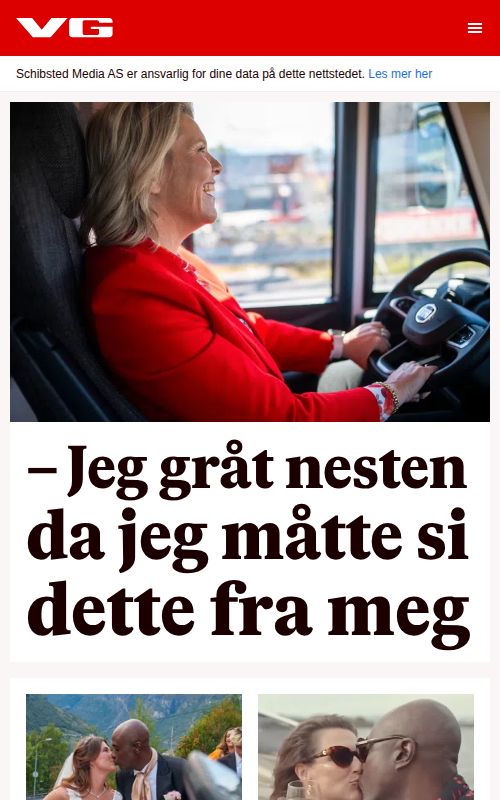 VG
Schibsted Media AS er ansvarlig for dine data på dette nettstedet. Les mer her
– Jeg gråt nesten
da jeg måtte si
dette fra meg